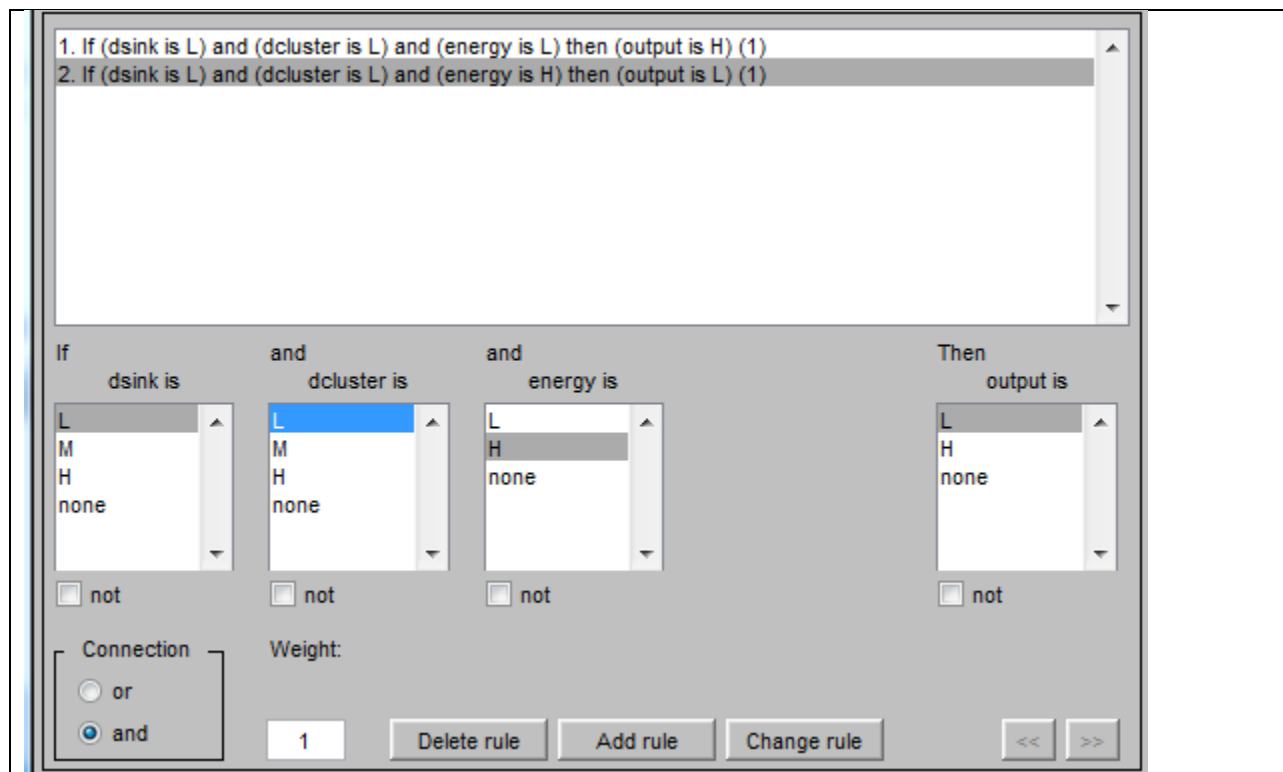 1. If (dsink is L) and (dcluster is L) and (energy is L) then (output is H) (1)
2. If (dsink is L) and (dcluster is L) and (energy is H) then (output is L) (1)
If and and Then
dsink is dcluster is energy is output is
L L L L
M M H H
H H none none
none none
not not not not
Connection Weight:
or
and 1 Delete rule Add rule Change rule << >>